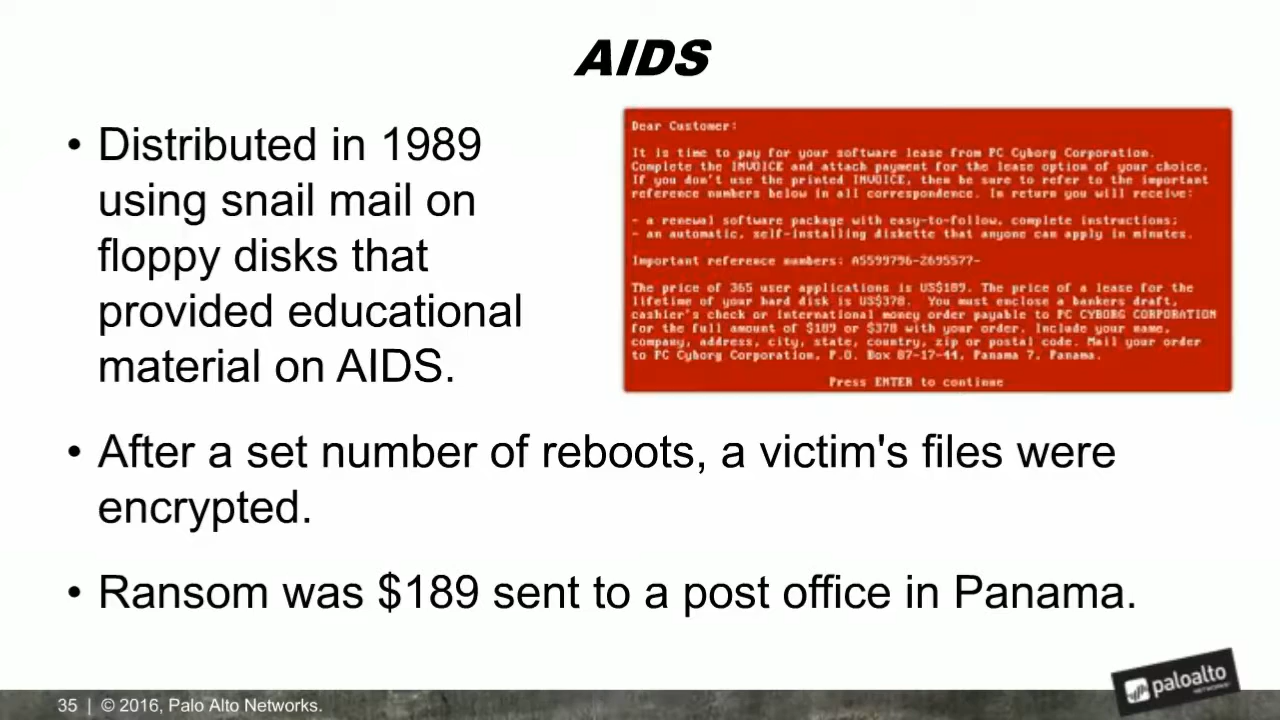 AIDS
• Distributed in 1989
using snail mail on
floppy disks that
provided educational
material on AIDS.
Dear Customer:
It is time to pay for your software lease from PC Cyborg Corporation.
Complete the INVOICE and attach payment for the lease option of your choice.
If you don't use the printed INVOICE, then be sure to refer to the important
reference numbers below in all correspondence. In return you will receive:
- a renewal software package with easy-to-follow, complete instructions;
- an automatic, self-installing diskette that anyone can apply in minutes.
Important reference numbers: A5599796-2695577-
The price of 365 user applications is US$189. The price of a lease for the
lifetime of your hard disk is US$378. You must enclose a bankers draft,
cashier's check or international money order payable to PC CYBORG CORPORATION
for the full amount of $189 or $378 with your order. Include your name,
company, address, city, state, country, zip or postal code. Mail your order
to PC Cyborg Corporation, P.O. Box 87-17-44, Panama 7, Panama.
Press ENTER to continue
• After a set number of reboots, a victim's files were
encrypted.
• Ransom was $189 sent to a post office in Panama.
35 | © 2016, Palo Alto Networks.
paloalto
NETWORKS